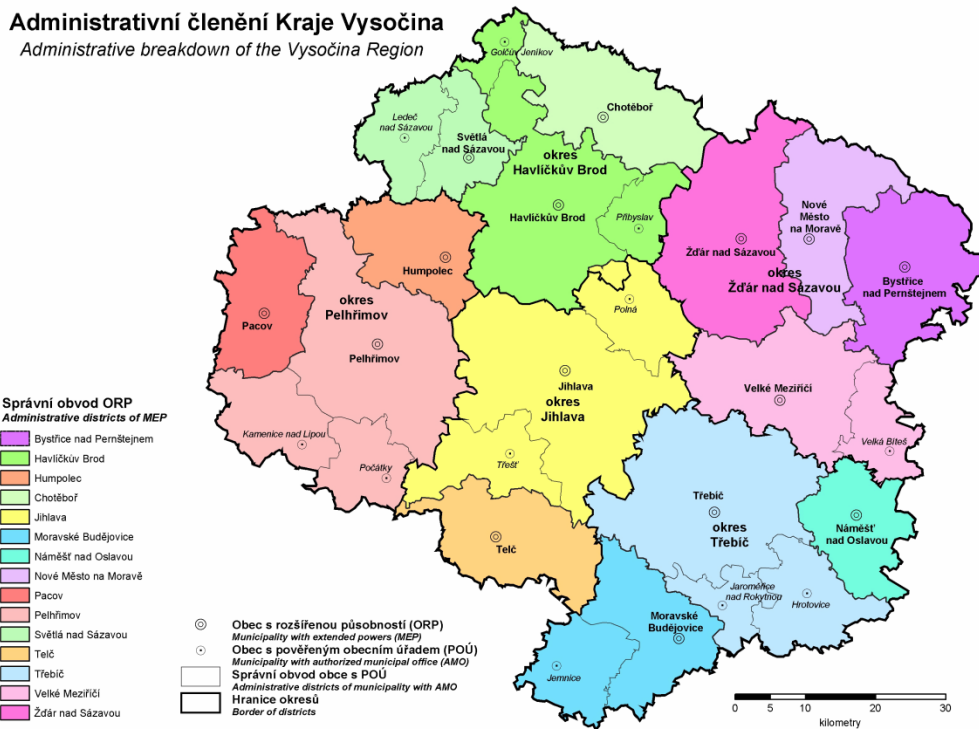 Administrativní členění Kraje Vysočina
Administrative breakdown of the Vysočina Region
Golčův Jeníkov
Chotěboř
Ledeč
nad Sázavou
Světlá
nad Sázavou
okres
Havlíčkův Brod
Havlíčkův Brod
Přibyslav
Nové
Město
na Moravě
Žďár nad Sázavou
okres
Žďár nad Sázavou
Bystřice
nad Pernštejnem
Humpolec
okres
Pelhřimov
Pacov
Pelhřimov
Polná
Jihlava
okres
Jihlava
Velké Meziříčí
Velká Bíteš
Kamenice nad Lipou
Počátky
Třešť
Telč
Třebíč
okres
Třebíč
Náměšť
nad Oslavou
Jaroměřice
nad Rokytnou
Hrotovice
Moravské
Budějovice
Jemnice
Správní obvod ORP
Administrative districts of MEP
Bystřice nad Pernštejnem
Havlíčkův Brod
Humpolec
Chotěboř
Jihlava
Moravské Budějovice
Náměšť nad Oslavou
Nové Město na Moravě
Pacov
Pelhřimov
Světlá nad Sázavou
Telč
Třebíč
Velké Meziříčí
Žďár nad Sázavou
Obec s rozšířenou působností (ORP)
Municipality with extended powers (MEP)
Obec s pověřeným obecním úřadem (POÚ)
Municipality with authorized municipal office (AMO)
Správní obvod obce s POÚ
Administrative districts of municipality with AMO
Hranice okresů
Border of districts
0 5 10 20 30
kilometry